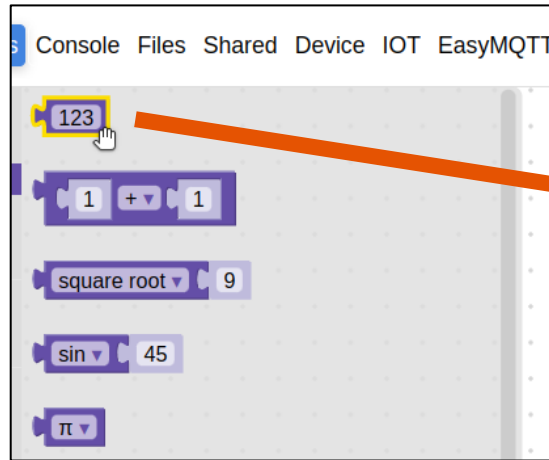 s Console Files Shared Device IOT EasyMQTT
123
1 + 1
square root 9
sin 45
π